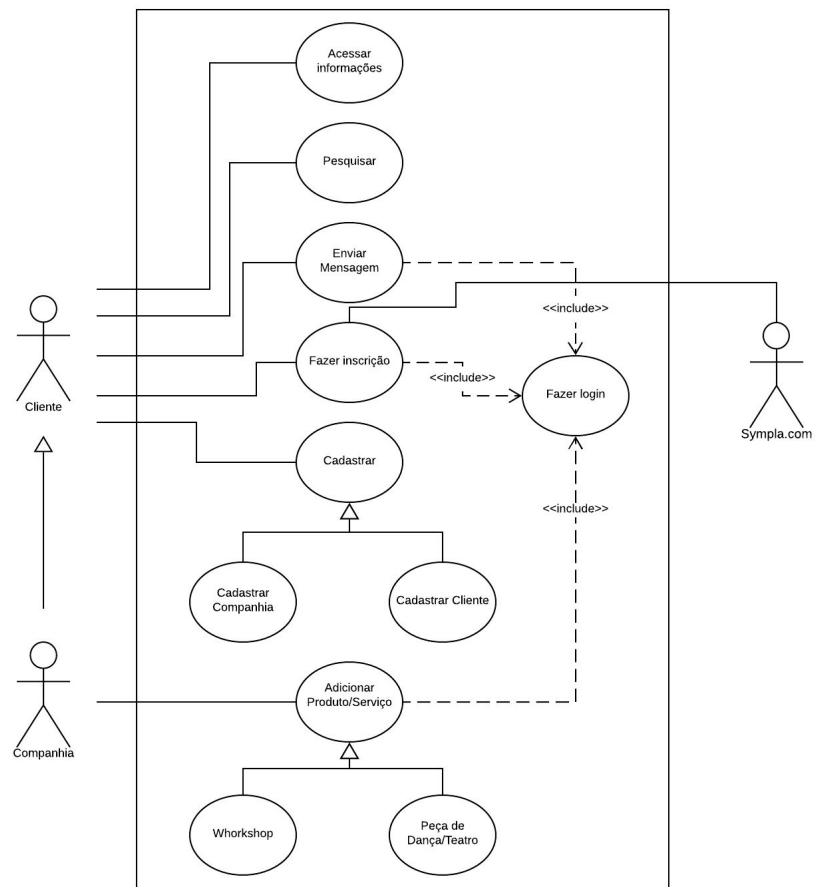 Acessar
informações
Pesquisar
Enviar
Mensagem
<<include>>
Fazer inscrição
<<include>>
Fazer login
Cliente
Sympla.com
Cadastrar
<<include>>
Cadastrar
Companhia
Cadastrar Cliente
Adicionar
Produto/Serviço
Companhia
Whorkshop
Peça de
Dança/Teatro